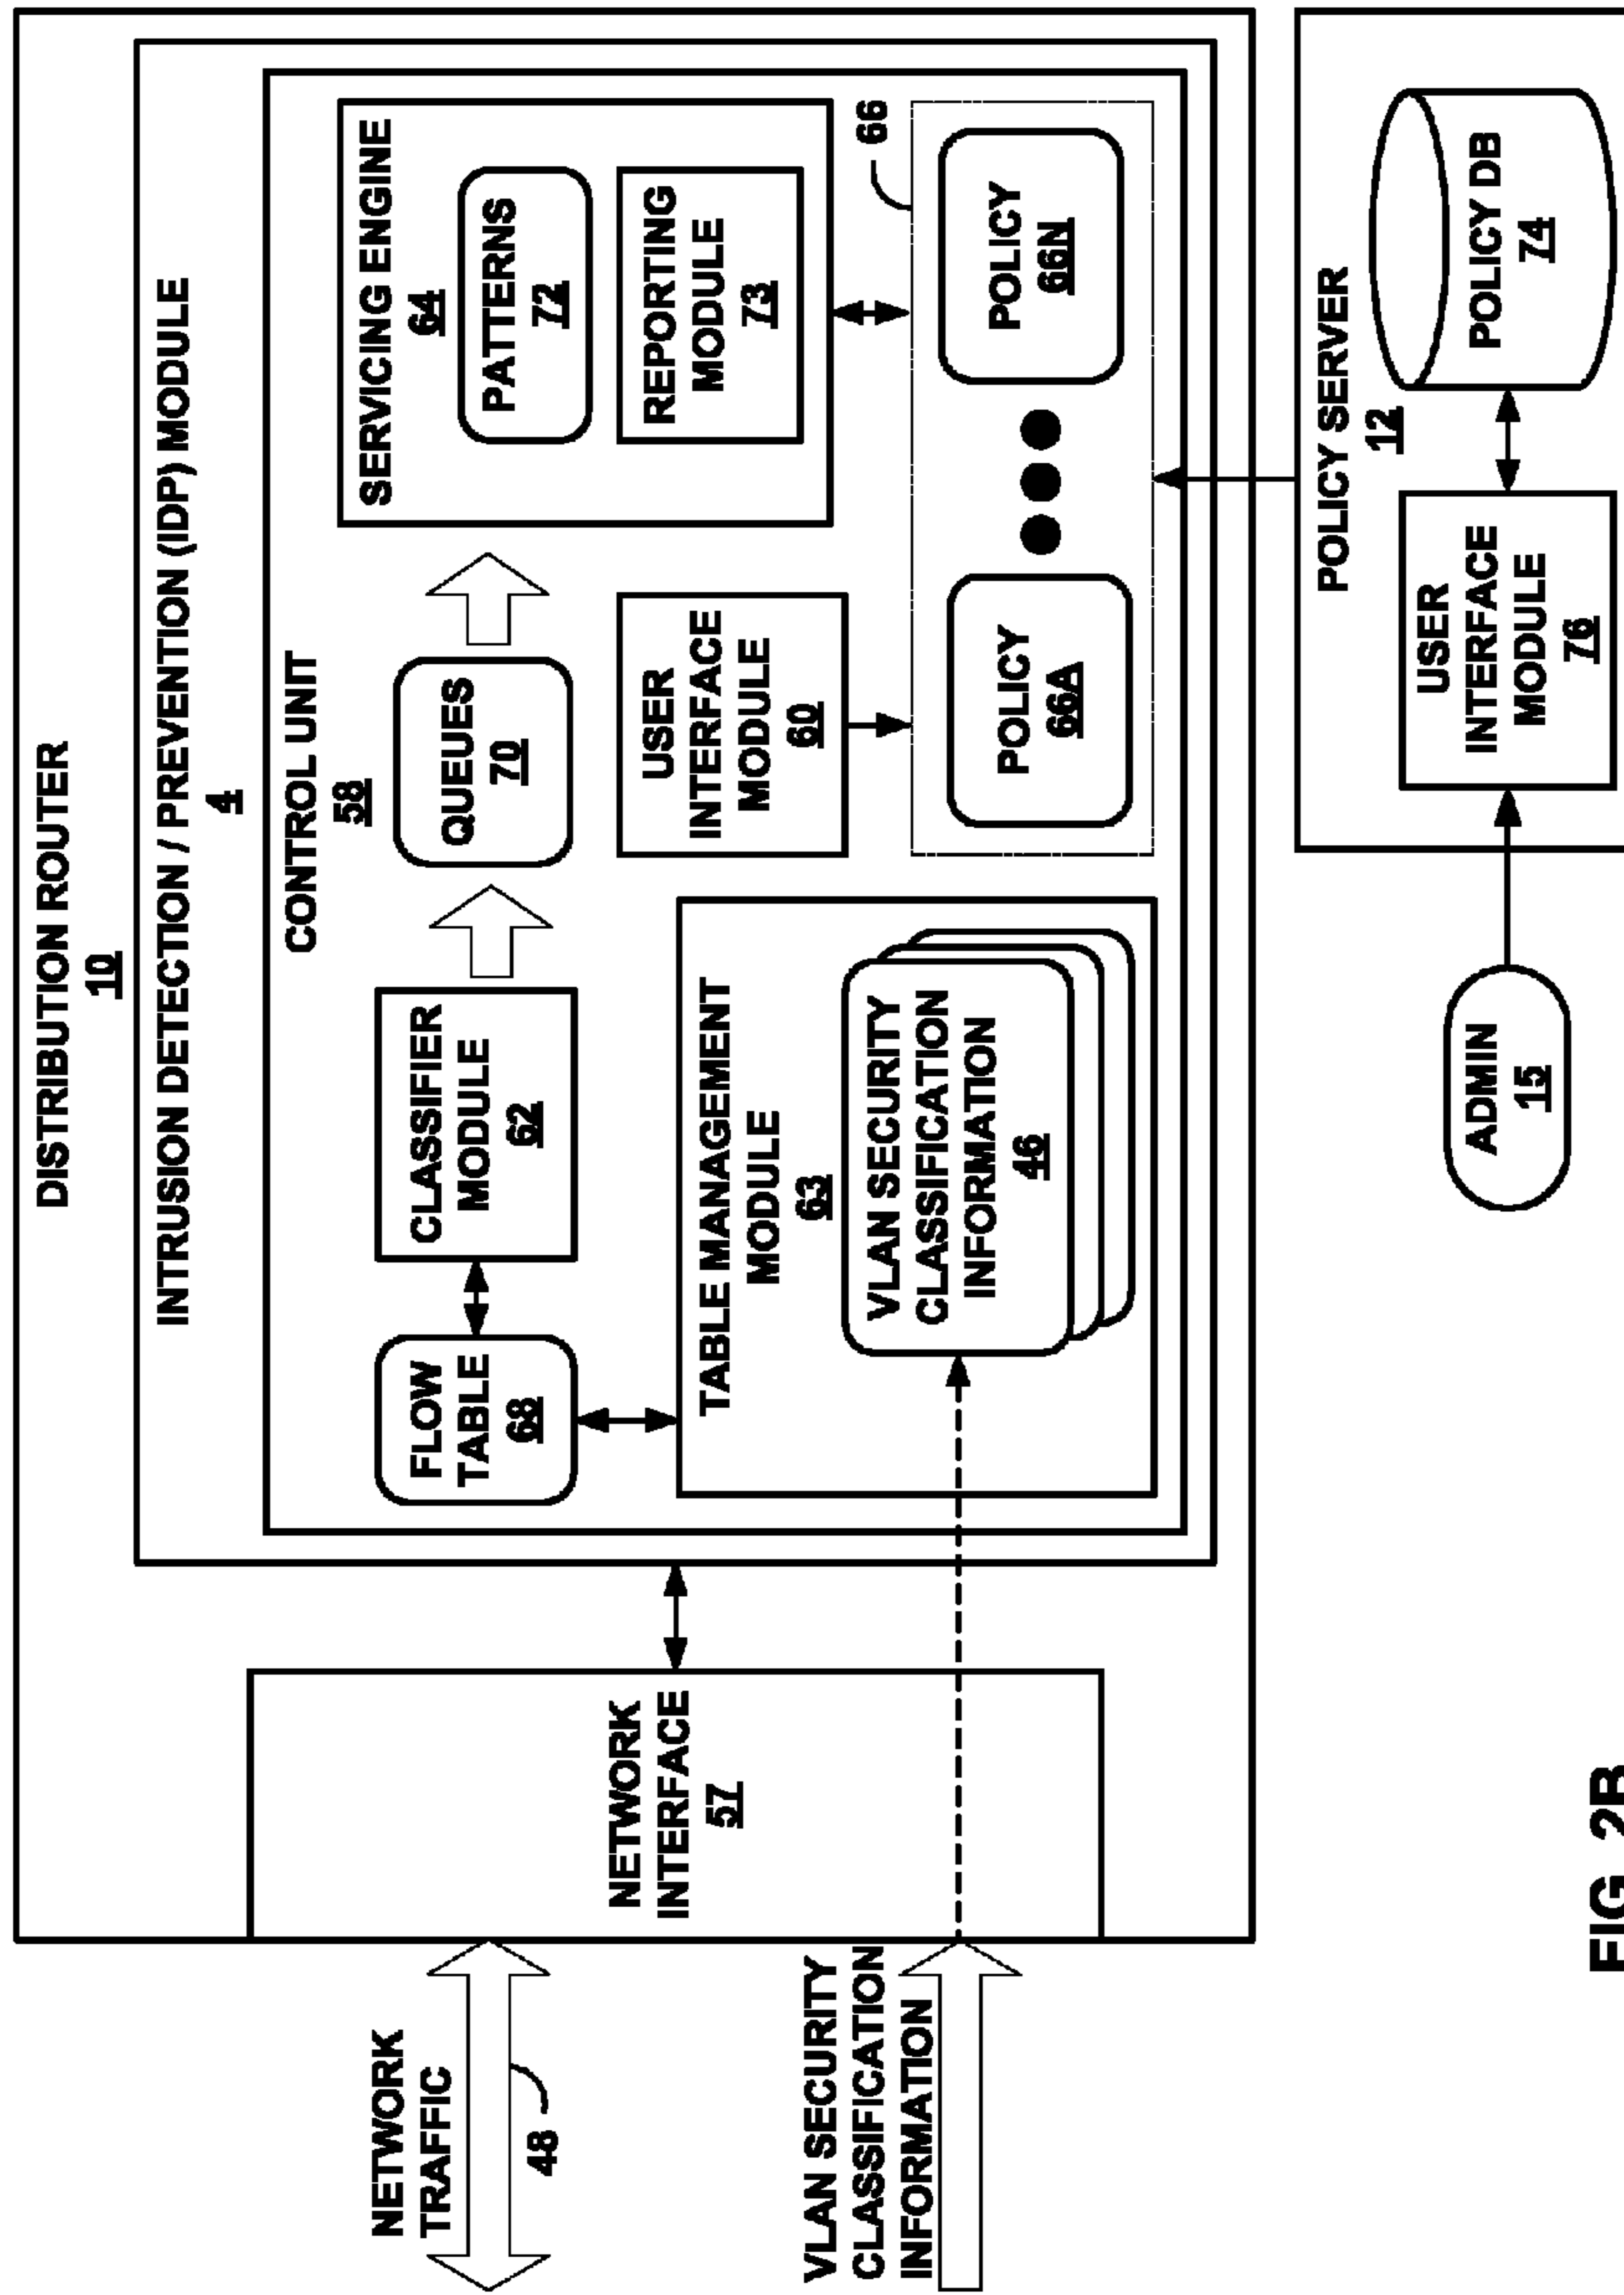 DISTRIBUTION ROUTER
10
INTRUSION DETECTION / PREVENTION (IDP) MODULE
4
CONTROL UNIT
58
NETWORK
TRAFFIC
48
VLAN SECURITY
CLASSIFICATION
INFORMATION
NETWORK
INTERFACE
57
FLOW
TABLE
68
CLASSIFIER
MODULE
62
QUEUES
70
SERVICING ENGINE
64
PATTERNS
72
REPORTING
MODULE
73
TABLE MANAGEMENT
MODULE
63
VLAN SECURITY
CLASSIFICATION
INFORMATION
46
USER
INTERFACE
MODULE
60
66
POLICY
66A
POLICY
66N
POLICY SERVER
12
ADMIN
15
USER
INTERFACE
MODULE
76
POLICY DB
74
FIG. 2B